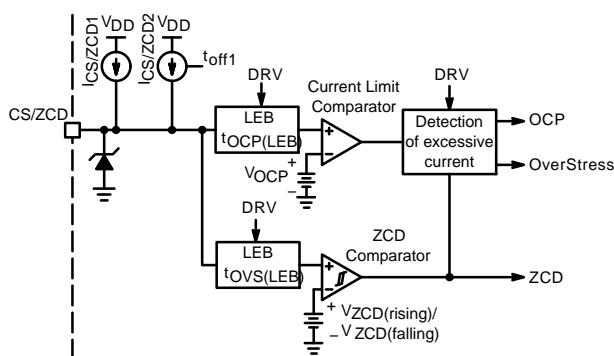 VDD
ICS/ZCD1
VDD
ICS/ZCD2
toff1
CS/ZCD
DRV
LEB
tOCP(LEB)
Current Limit
Comparator
+
−
VOCP
+
−
DRV
Detection
of excessive
current
OCP
OverStress
DRV
LEB
tOVS(LEB)
ZCD
Comparator
+
−
ZCD
+ VZCD(rising)/
− VZCD(falling)